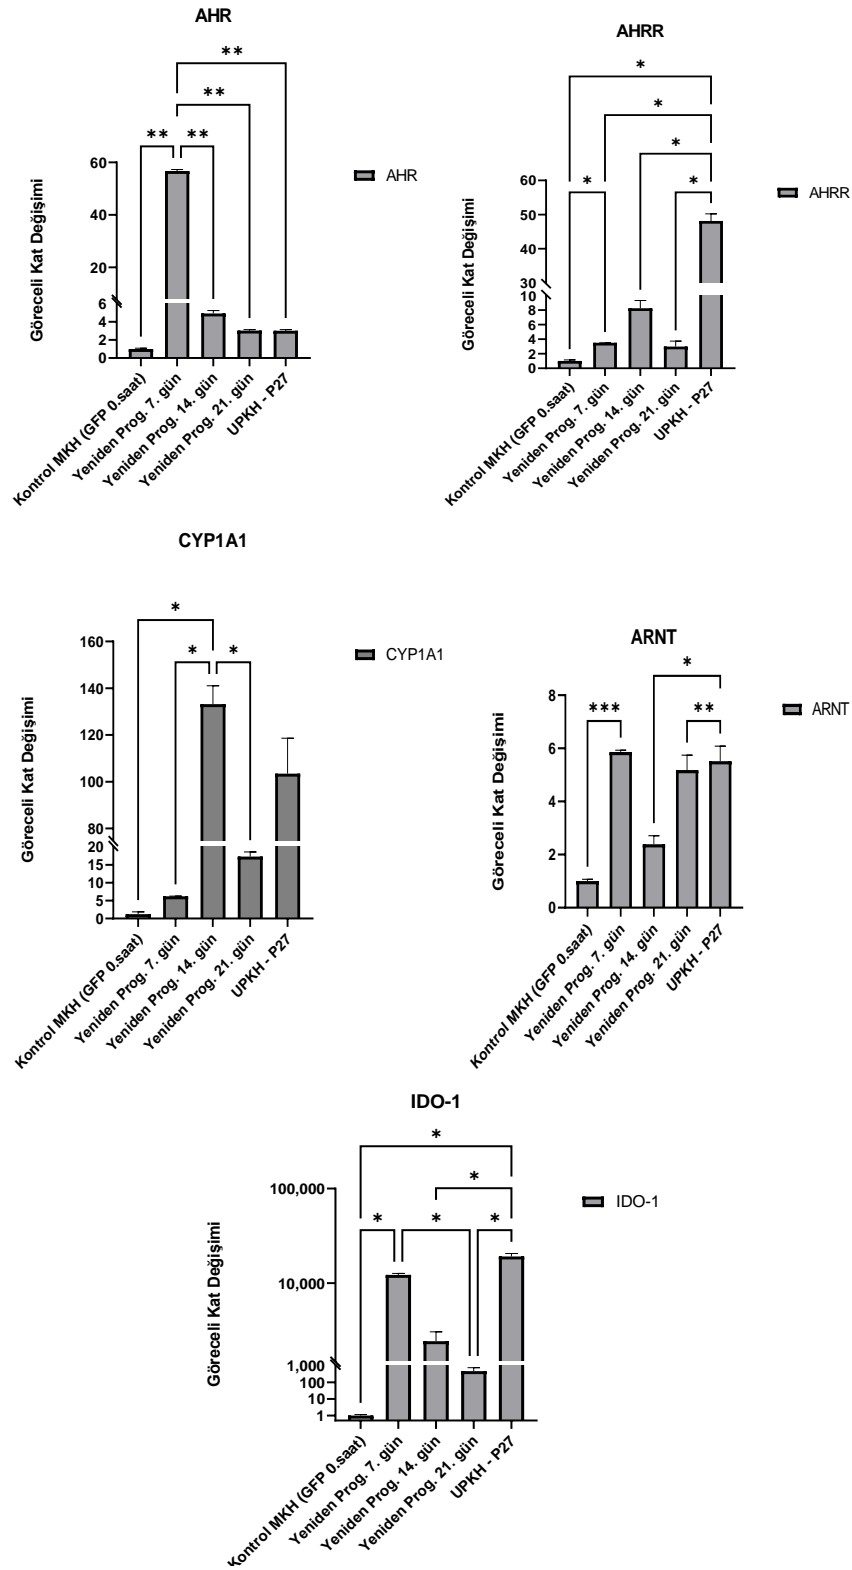 AHR
**
**
** **
Göreceli Kat Değişimi
60
40
20
6
4
2
0
AHR
Kontrol MKH (GFP 0.saat)
Yeniden Prog. 7. gün
Yeniden Prog. 14. gün
Yeniden Prog. 21. gün
UPKH - P27
AHRR
*
*
*
* *
Göreceli Kat Değişimi
60
50
40
30
10
8
6
4
2
0
AHRR
Kontrol MKH (GFP 0.saat)
Yeniden Prog. 7. gün
Yeniden Prog. 14. gün
Yeniden Prog. 21. gün
UPKH - P27
CYP1A1
*
* *
Göreceli Kat Değişimi
160
140
120
100
80
20
15
10
5
0
CYP1A1
Kontrol MKH (GFP 0.saat)
Yeniden Prog. 7. gün
Yeniden Prog. 14. gün
Yeniden Prog. 21. gün
UPKH - P27
ARNT
*
*** **
Göreceli Kat Değişimi
8
6
4
2
0
ARNT
Kontrol MKH (GFP 0.saat)
Yeniden Prog. 7. gün
Yeniden Prog. 14. gün
Yeniden Prog. 21. gün
UPKH - P27
IDO-1
*
*
* * *
Göreceli Kat Değişimi
100,000
10,000
1,000
100
10
1
IDO-1
Kontrol MKH (GFP 0.saat)
Yeniden Prog. 7. gün
Yeniden Prog. 14. gün
Yeniden Prog. 21. gün
UPKH - P27